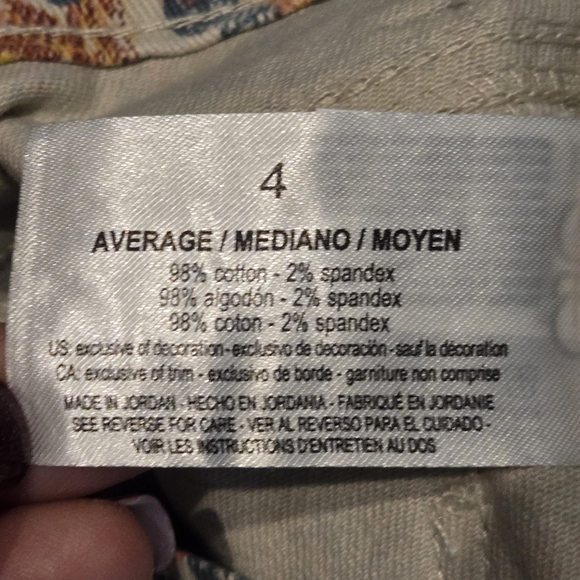 4
AVERAGE / MEDIANO / MOYEN
98% cotton - 2% spandex
98% algodón - 2% spandex
98% coton - 2% spandex
US: exclusive of decoration - exclusivo de decoración - sauf la décoration
CA: exclusive of trim - exclusivo de borde - garniture non comprise
MADE IN JORDAN - HECHO EN JORDANIA - FABRIQUÉ EN JORDANIE
SEE REVERSE FOR CARE - VER AL REVERSO PARA EL CUIDADO -
VOIR LES INSTRUCTIONS D'ENTRETIEN AU DOS